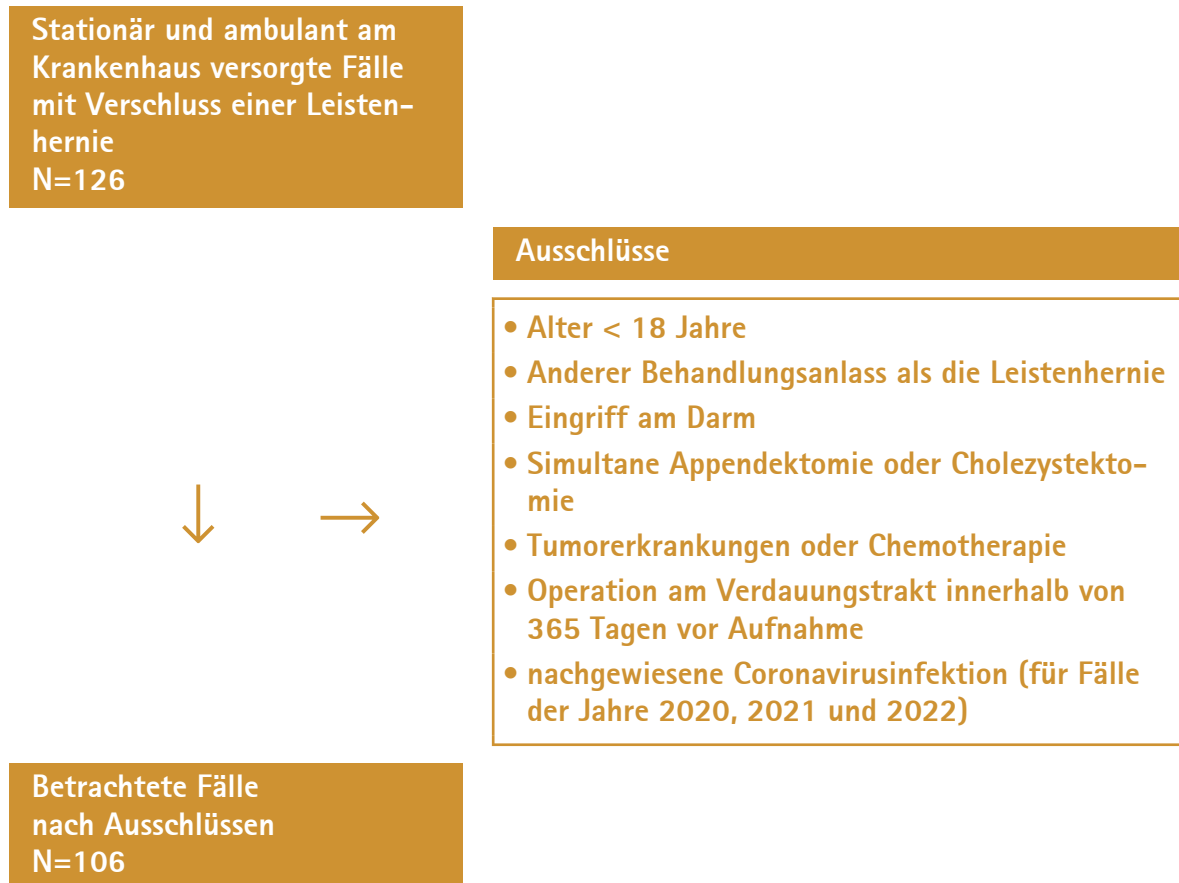 Stationär und ambulant am
Krankenhaus versorgte Fälle
mit Verschluss einer Leisten-
hernie
N=126
Ausschlüsse
• Alter < 18 Jahre
• Anderer Behandlungsanlass als die Leistenhernie
• Eingriff am Darm
• Simultane Appendektomie oder Cholezystekto-
mie
• Tumorerkrankungen oder Chemotherapie
• Operation am Verdauungstrakt innerhalb von
365 Tagen vor Aufnahme
• nachgewiesene Coronavirusinfektion (für Fälle
der Jahre 2020, 2021 und 2022)
Betrachtete Fälle
nach Ausschlüssen
N=106